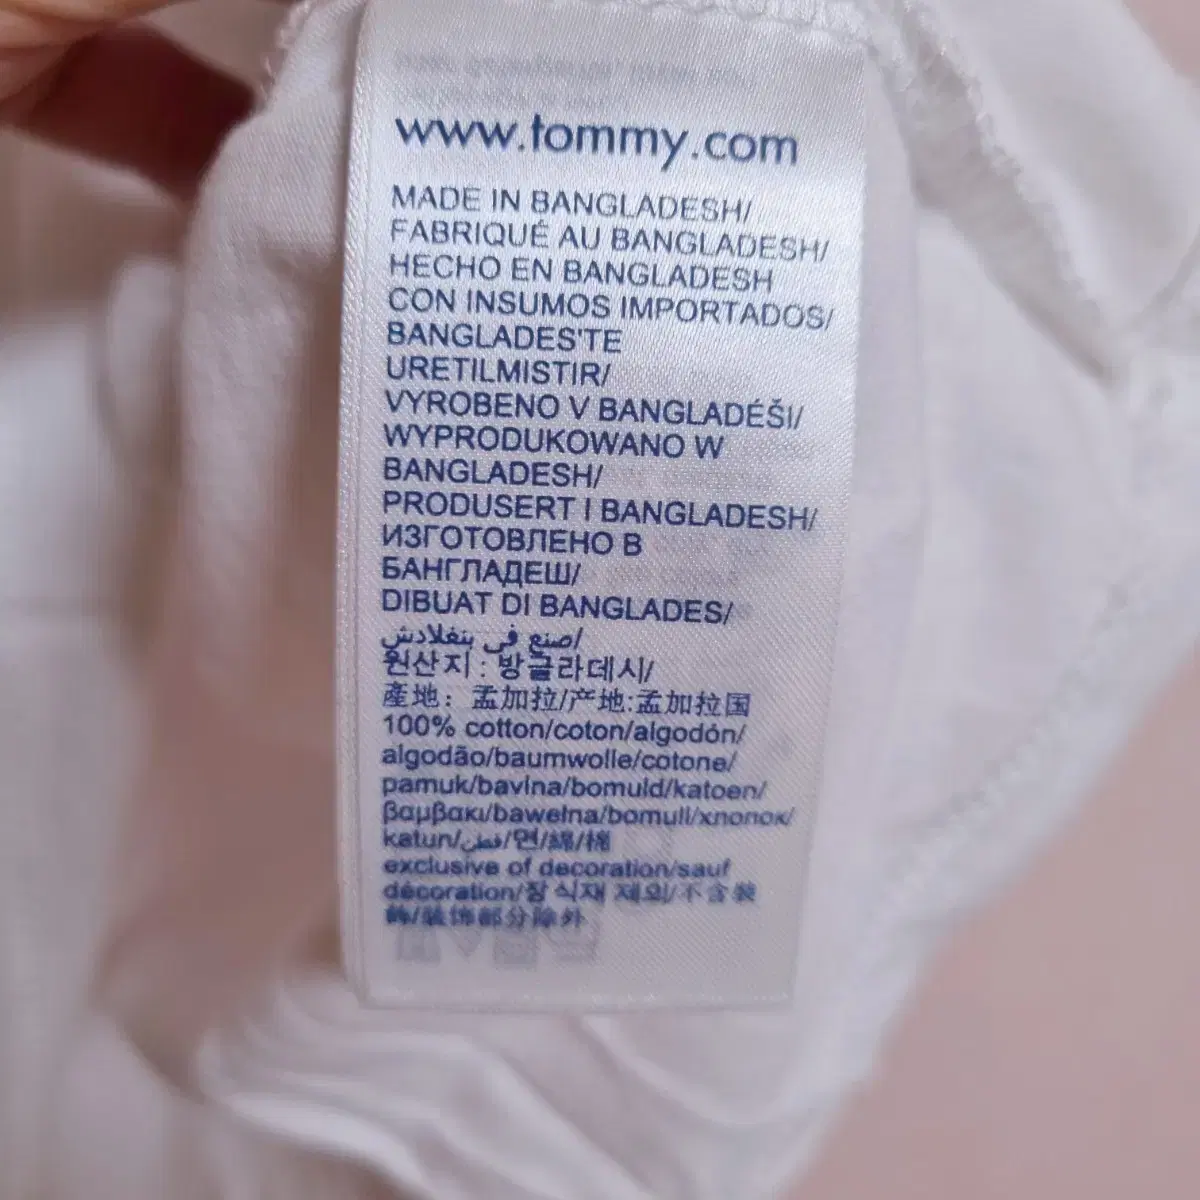 www.tommy.com
MADE IN BANGLADESH/
FABRIQUÉ AU BANGLADESH/
HECHO EN BANGLADESH
CON INSUMOS IMPORTADOS/
BANGLADES'TE
URETILMISTIR/
VYROBENO V BANGLADÉŠI/
WYPRODUKOWANO W
BANGLADESH/
PRODUSERT I BANGLADESH/
ИЗГОТОВЛЕНО В
БАНГЛАДЕШ/
DIBUAT DI BANGLADES/
صنع في بنغلادش/
원산지 : 방글라데시/
產地： 孟加拉/产地:孟加拉国
100% cotton/coton/algodón/
algodão/baumwolle/cotone/
pamuk/bavlna/bomuld/katoen/
βαμβακι/bawełna/bomull/хлопок/
katun/قطن/면/綿/棉
exclusive of decoration/sauf
décoration/장식재 제외/不含裝
飾/装饰部分除外